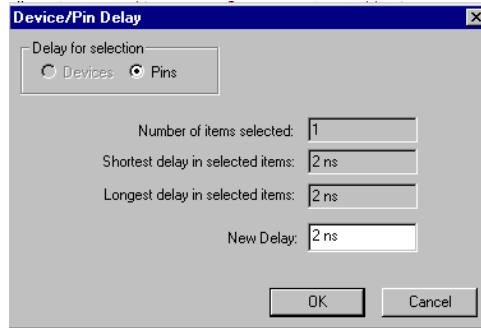 Device/Pin Delay
Delay for selection
Devices Pins
Number of items selected: 1
Shortest delay in selected items: 2 ns
Longest delay in selected items: 2 ns
New Delay: 2 ns
OK Cancel